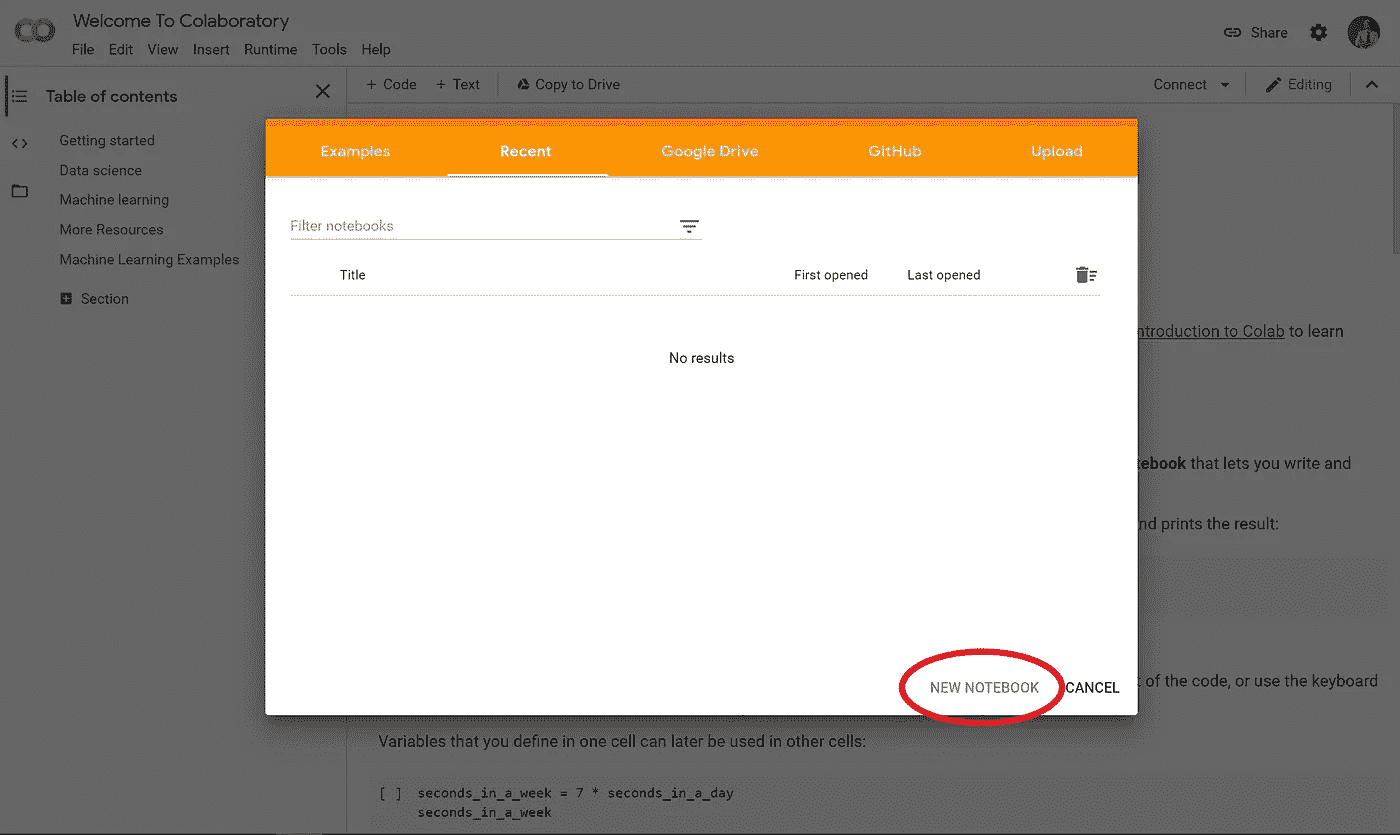 Welcome To Colaboratory
File Edit View Insert Runtime Tools Help
Share
Table of contents
+ Code + Text Copy to Drive
Connect Editing
Getting started
Data science
Machine learning
More Resources
Machine Learning Examples
Section
Examples Recent Google Drive GitHub Upload
Filter notebooks
Title First opened Last opened
No results
NEW NOTEBOOK CANCEL
Introduction to Colab to learn
that lets you write and
prints the result:
of the code, or use the keyboard
Variables that you define in one cell can later be used in other cells:
[ ] seconds_in_a_week = 7 * seconds_in_a_day
seconds_in_a_week